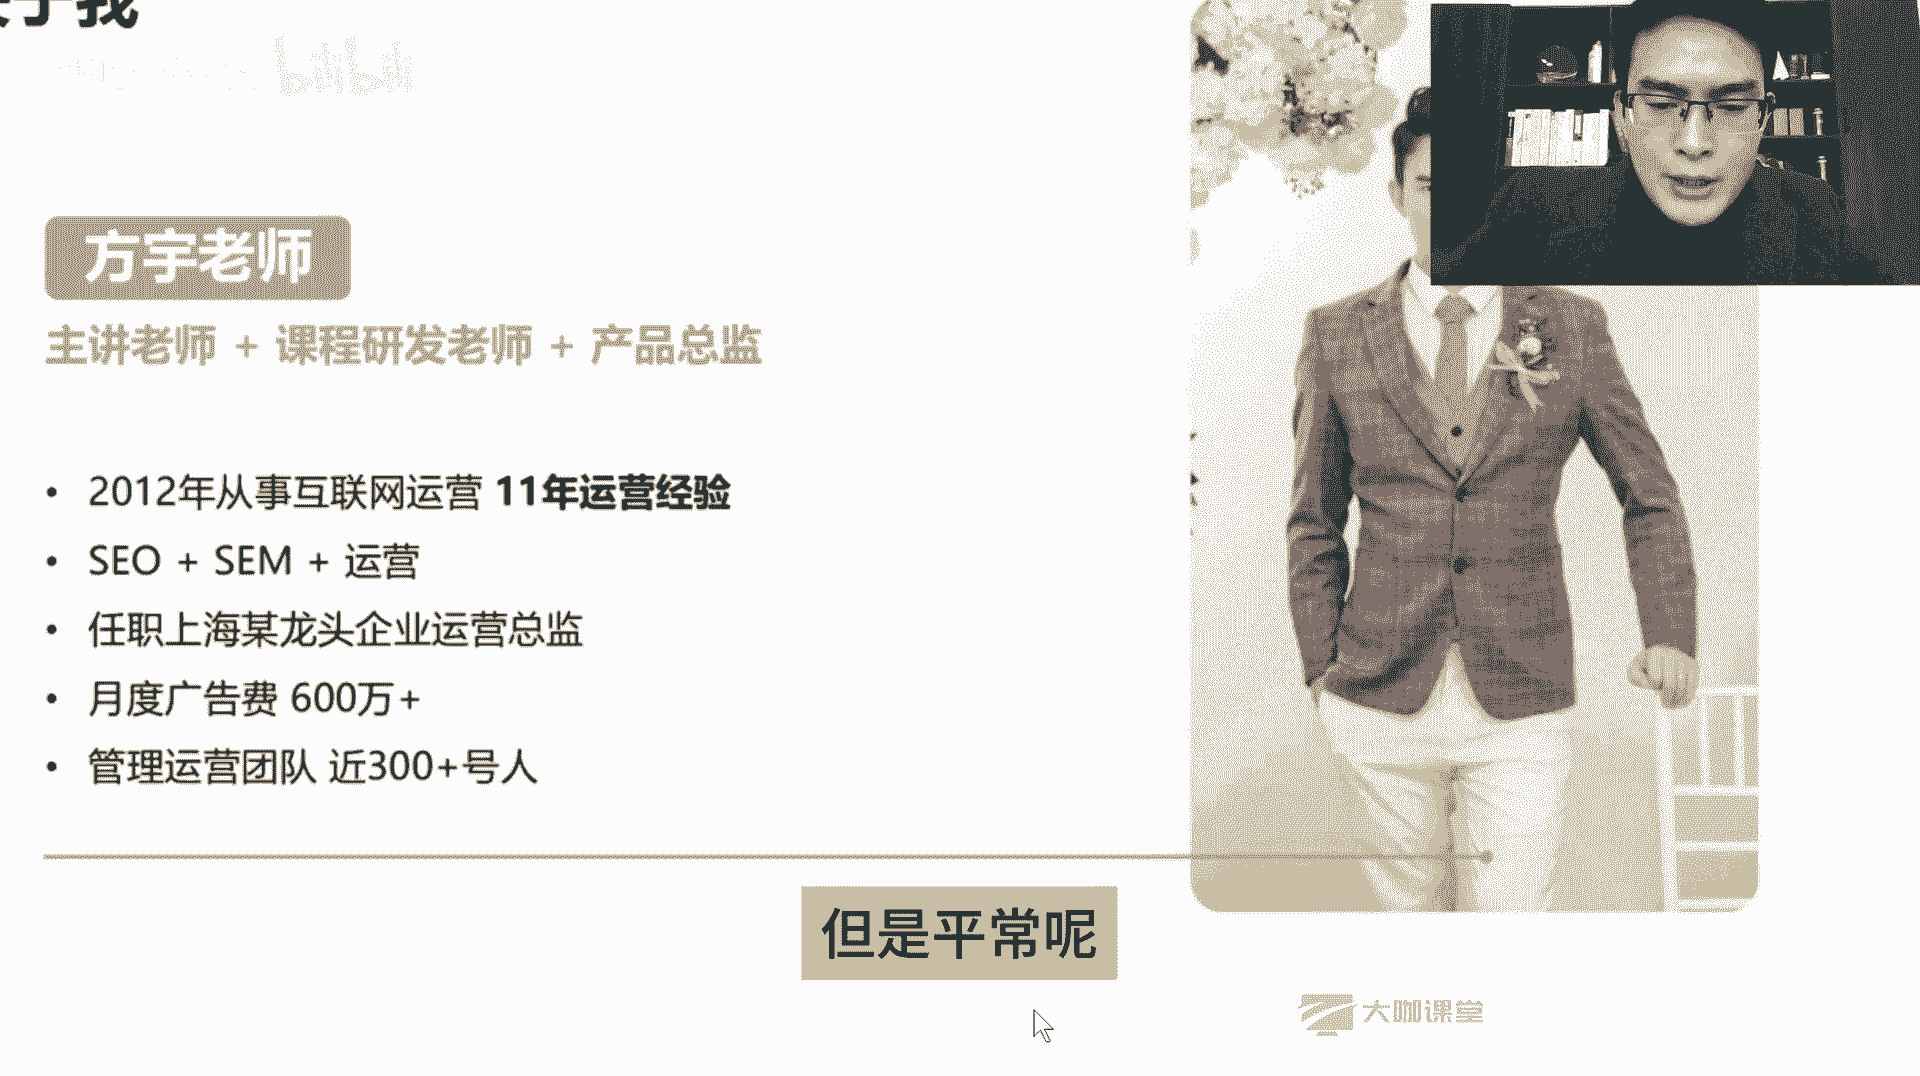 关于我
bilibili
方宇老师
主讲老师 + 课程研发老师 + 产品总监
• 2012年从事互联网运营 11年运营经验
• SEO + SEM + 运营
• 任职上海某龙头企业运营总监
• 月度广告费 600万+
• 管理运营团队 近300+号人
但是平常呢
大咖课堂